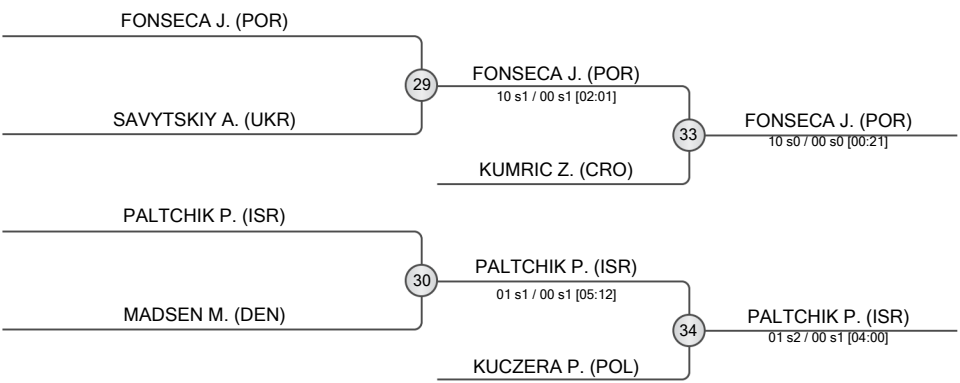 FONSECA J. (POR)
29
FONSECA J. (POR)
10 s1 / 00 s1 [02:01]
SAVYTSKIY A. (UKR)
33
FONSECA J. (POR)
10 s0 / 00 s0 [00:21]
KUMRIC Z. (CRO)
PALTCHIK P. (ISR)
30
PALTCHIK P. (ISR)
01 s1 / 00 s1 [05:12]
MADSEN M. (DEN)
34
PALTCHIK P. (ISR)
01 s2 / 00 s1 [04:00]
KUCZERA P. (POL)